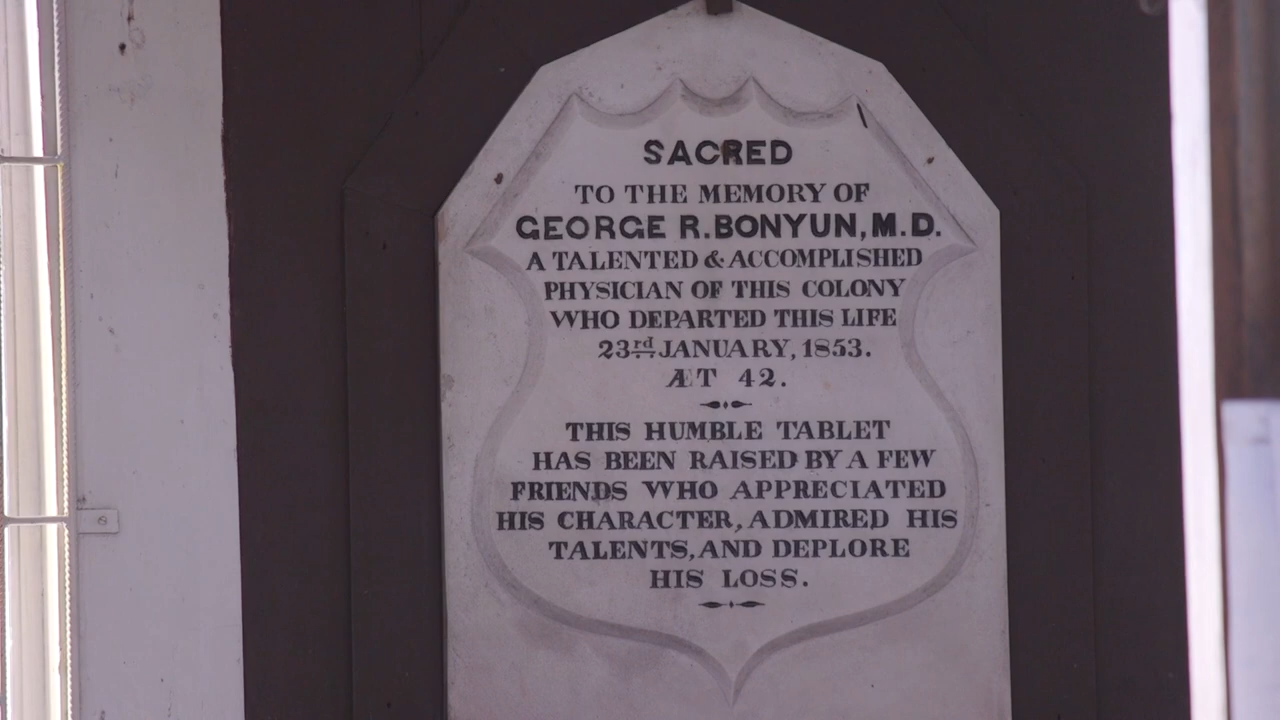 SACRED
TO THE MEMORY OF
GEORGE R. BONYUN, M.D.
A TALENTED & ACCOMPLISHED
PHYSICIAN OF THIS COLONY
WHO DEPARTED THIS LIFE
23rd JANUARY, 1853.
ÆT 42.
THIS HUMBLE TABLET
HAS BEEN RAISED BY A FEW
FRIENDS WHO APPRECIATED
HIS CHARACTER, ADMIRED HIS
TALENTS, AND DEPLORE
HIS LOSS.